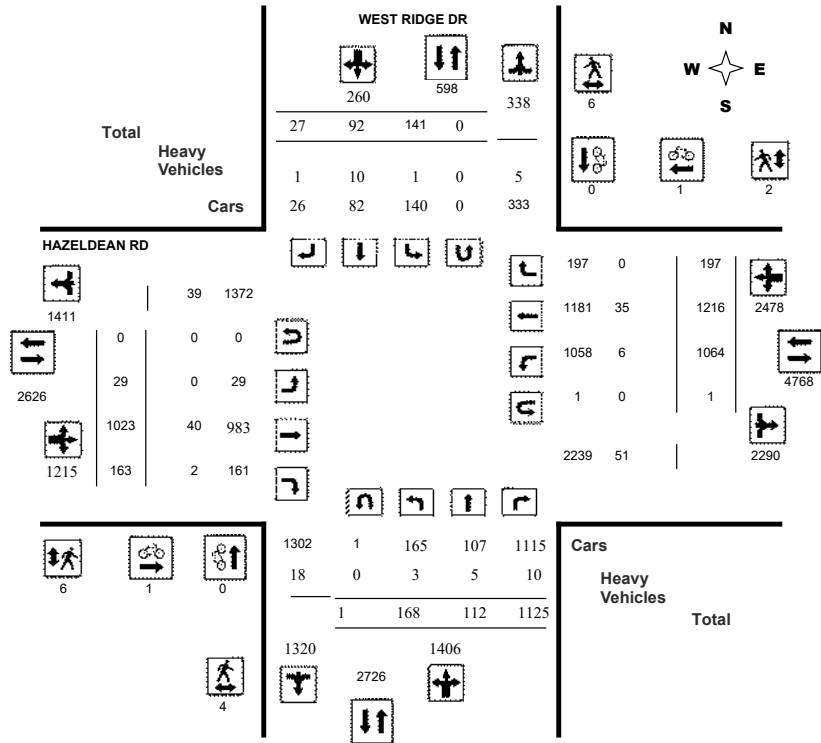 WEST RIDGE DR
N
W E
S
260
598
338
6
Total
27 92 141 0
Heavy
Vehicles
1 10 1 0 5
Cars
26 82 140 0 333
0 1 2
HAZELDEAN RD
197 0 197
39 1372
1411
1181 35 1216 2478
0 0 0
2626
29 0 29
1058 6 1064
4768
1 0 1
1023 40 983
1215
163 2 161
2239 51 2290
1302 1 165 107 1115 Cars
18 0 3 5 10 Heavy
Vehicles
6 1 0
1 168 112 1125 Total
1320 1406
2726
4